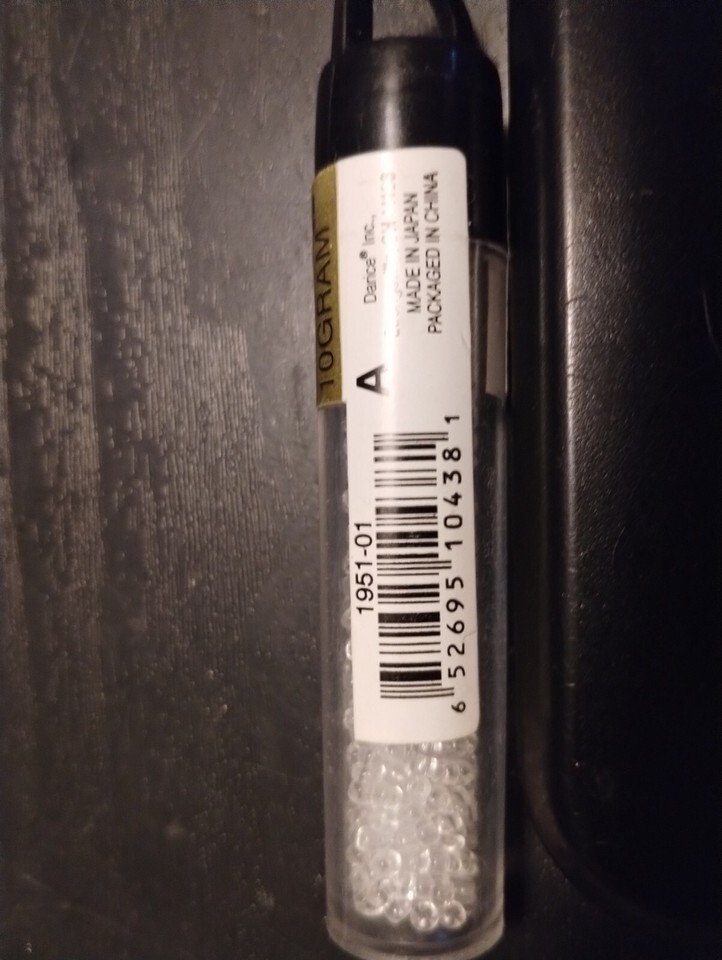 10GRAM
Darice® Inc.,
MADE IN JAPAN
PACKAGED IN CHINA
A
1951-01
6 52695 10438 1